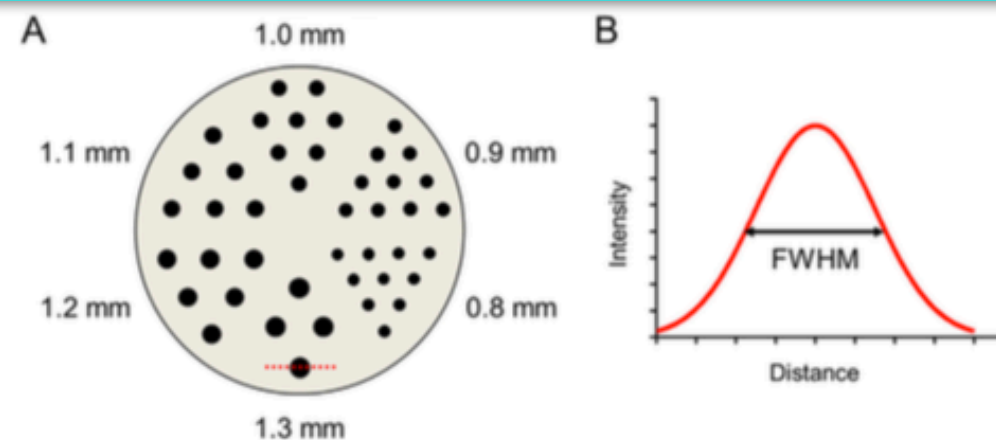 A
B
1.0 mm
1.1 mm
0.9 mm
1.2 mm
0.8 mm
1.3 mm
Intensity
FWHM
Distance